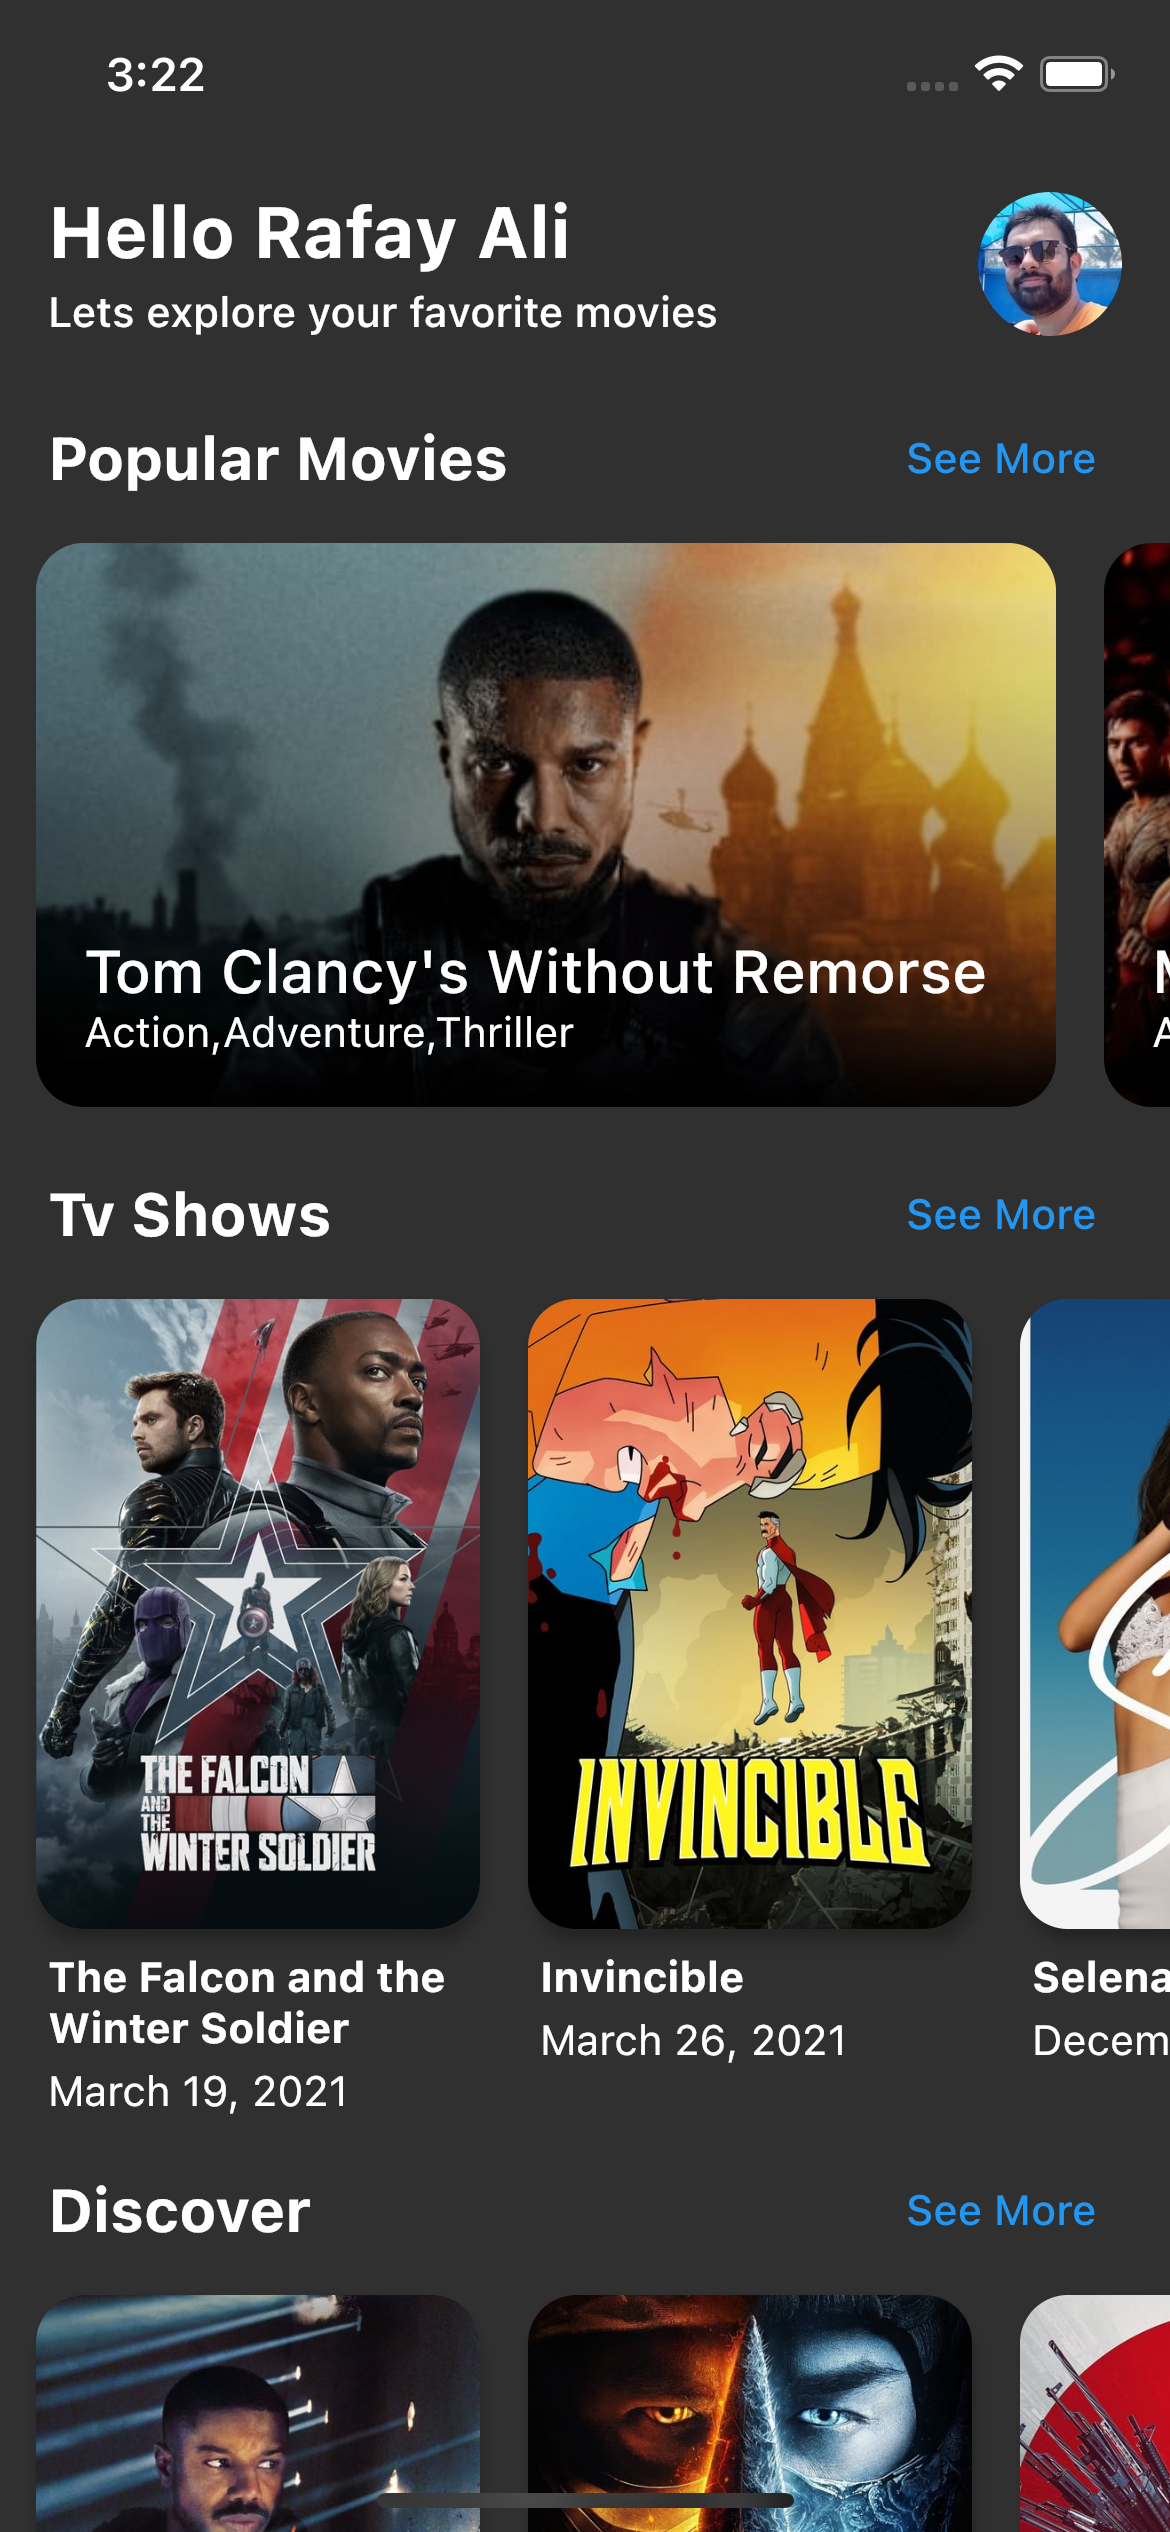 3:22
Hello Rafay Ali
Lets explore your favorite movies
Popular Movies
See More
Tom Clancy's Without Remorse
Action,Adventure,Thriller
M
A
Tv Shows
See More
THE FALCON
AND
THE
WINTER SOLDIER
INVINCIBLE
The Falcon and the
Winter Soldier
March 19, 2021
Invincible
March 26, 2021
Selena
Decem
Discover
See More